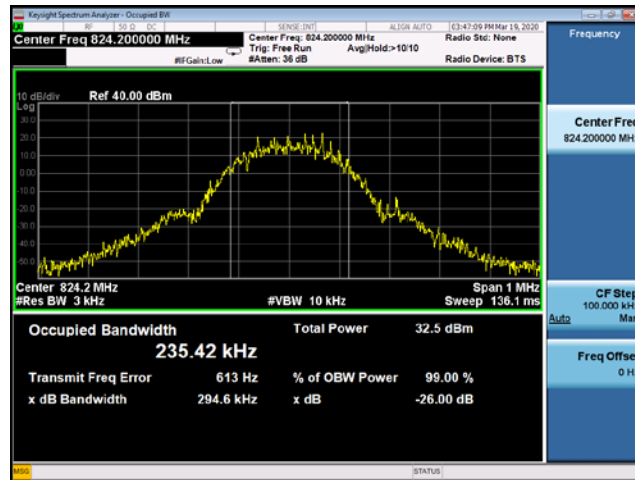 Keysight Spectrum Analyzer - Occupied BW
RF 50 Ω DC SENSE:INT ALIGN AUTO 03:47:09 PM Mar 19, 2020
Center Freq 824.200000 MHz
Center Freq: 824.200000 MHz
Radio Std: None
Trig: Free Run Avg|Hold:>10/10
#IFGain:Low #Atten: 36 dB Radio Device: BTS
Frequency
10 dB/div Ref 40.00 dBm
Log
30.0
20.0
10.0
0.00
-10.0
-20.0
-30.0
-40.0
-50.0
Center Freq
824.200000 MHz
Center 824.2 MHz Span 1 MHz
#Res BW 3 kHz #VBW 10 kHz Sweep 136.1 ms
CF Step
100.000 kHz
Auto Man
Occupied Bandwidth Total Power 32.5 dBm
235.42 kHz
Transmit Freq Error 613 Hz % of OBW Power 99.00 %
x dB Bandwidth 294.6 kHz x dB -26.00 dB
Freq Offse
0 H
MSG STATUS